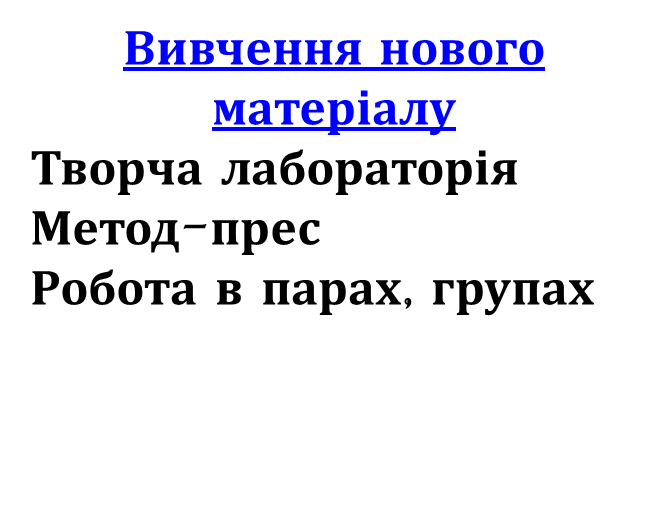 Вивчення нового
матеріалу
Творча лабораторія
Метод-прес
Робота в парах, групах